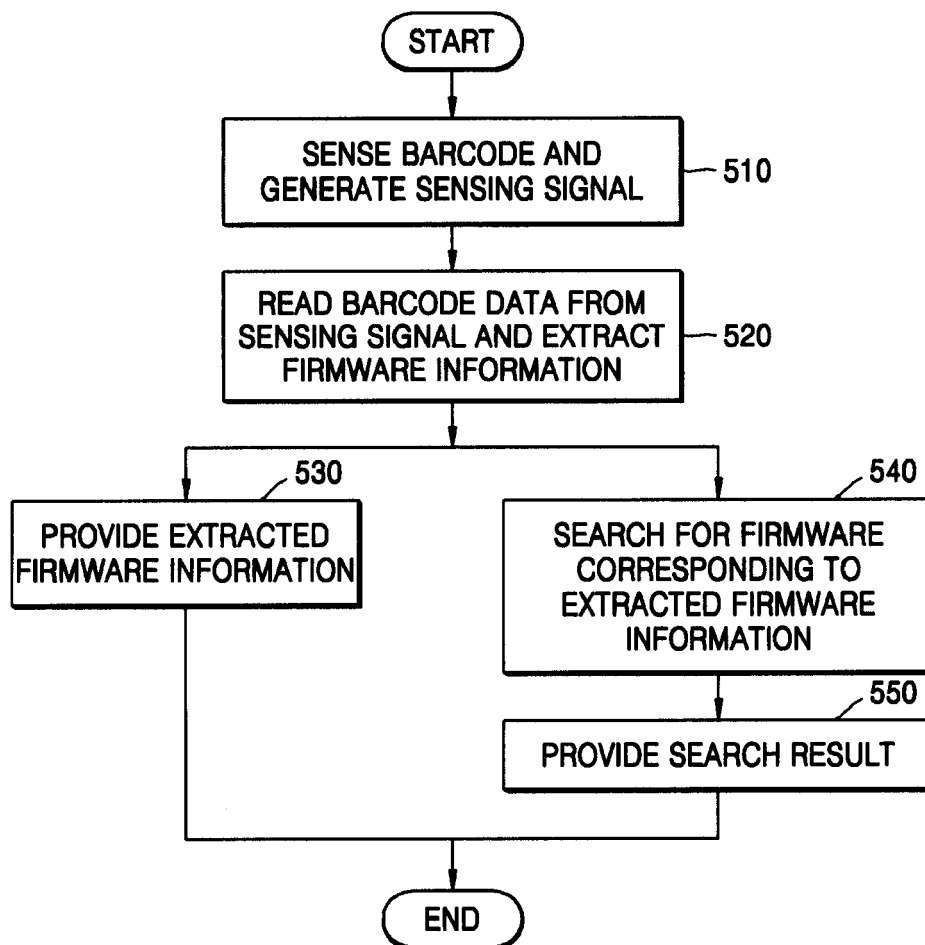 START
SENSE BARCODE AND
GENERATE SENSING SIGNAL
510
READ BARCODE DATA FROM
SENSING SIGNAL AND EXTRACT
FIRMWARE INFORMATION
520
530
PROVIDE EXTRACTED
FIRMWARE INFORMATION
540
SEARCH FOR FIRMWARE
CORRESPONDING TO
EXTRACTED FIRMWARE
INFORMATION
550
PROVIDE SEARCH RESULT
END